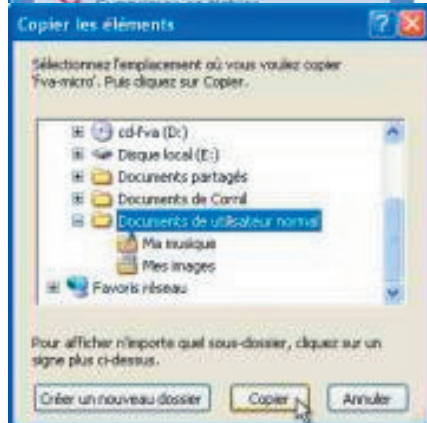 Copier les éléments
Sélectionnez l'emplacement où vous voulez copier
'fva-micro'. Puis cliquez sur Copier.
cd-fva (D:)
Disque local (E:)
Documents partagés
Documents de
Documents de utilisateur normal
Ma musique
Mes images
Favoris réseau
Pour afficher n'importe quel sous-dossier, cliquez sur un
signe plus ci-dessus.
Créer un nouveau dossier Copier Annuler